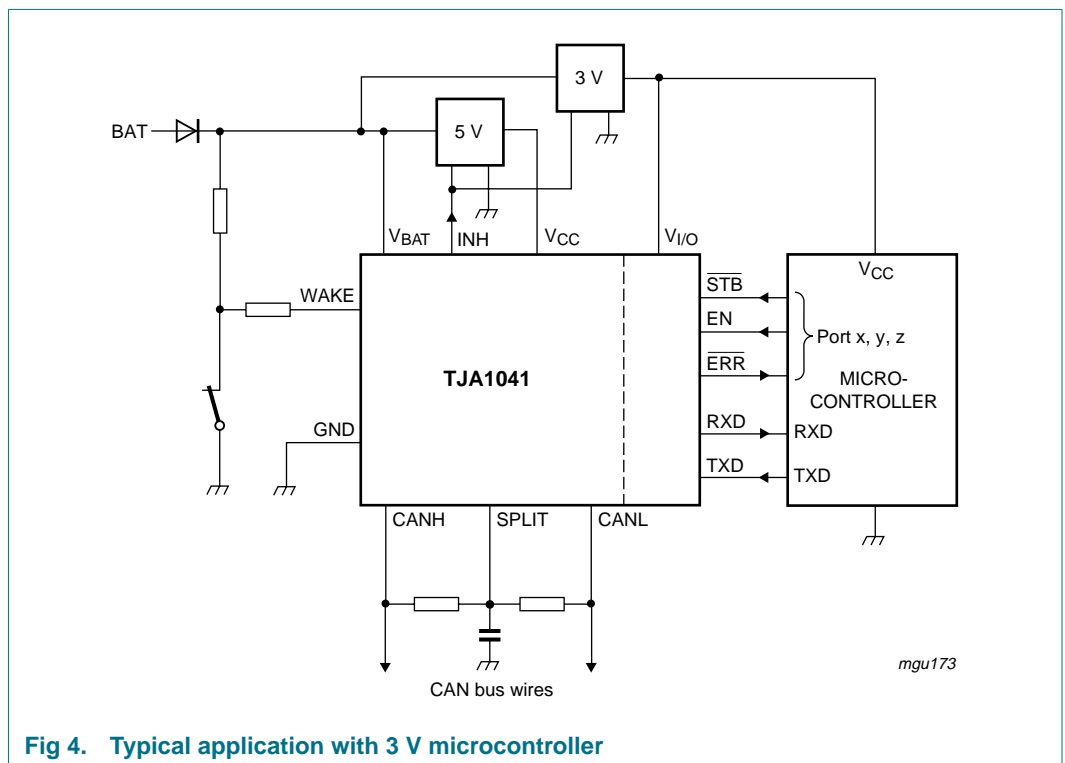 3 V
BAT
5 V
VBAT
INH
VCC
VI/O
VCC
WAKE
STB
EN
Port x, y, z
ERR
TJA1041
MICRO-
CONTROLLER
GND
RXD
RXD
TXD
TXD
CANH
SPLIT
CANL
mgu173
CAN bus wires
Fig 4. Typical application with 3 V microcontroller